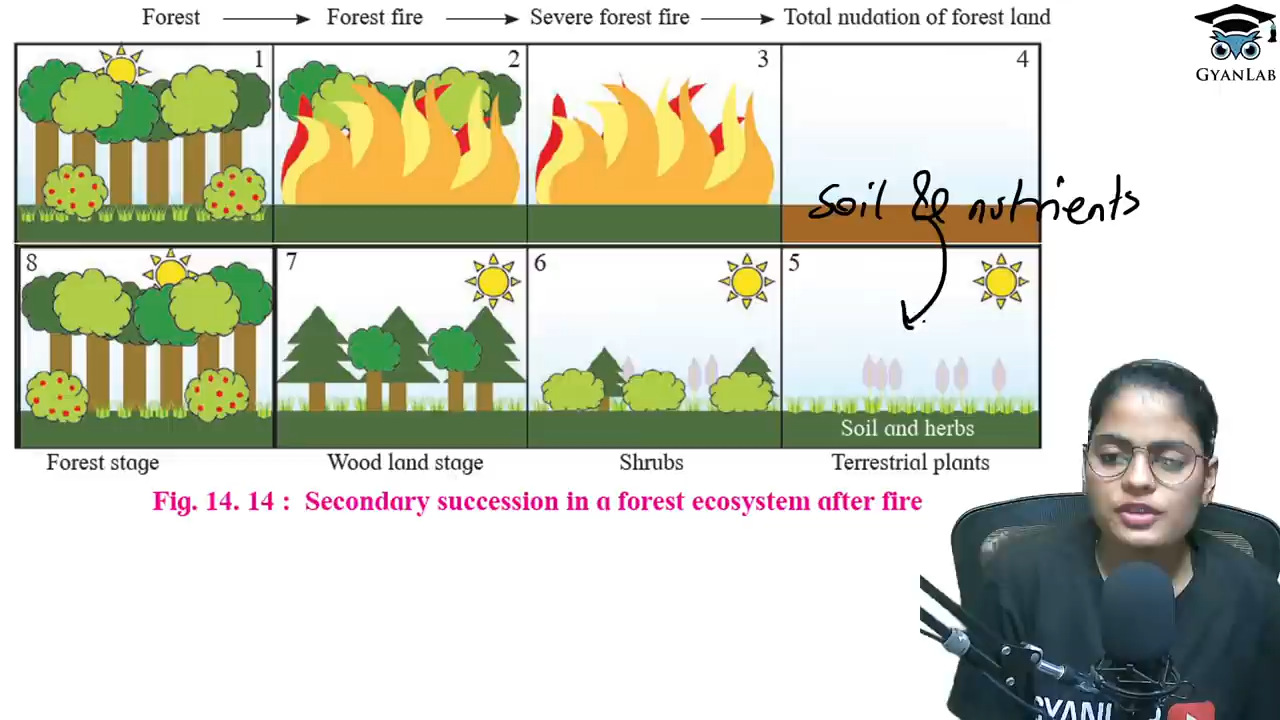 Forest → Forest fire → Severe forest fire → Total nudation of forest land
GYANLAB
1 2 3 4
soil & nutrients
8 7 6 5
Soil and herbs
Forest stage Wood land stage Shrubs Terrestrial plants
Fig. 14. 14 : Secondary succession in a forest ecosystem after fire